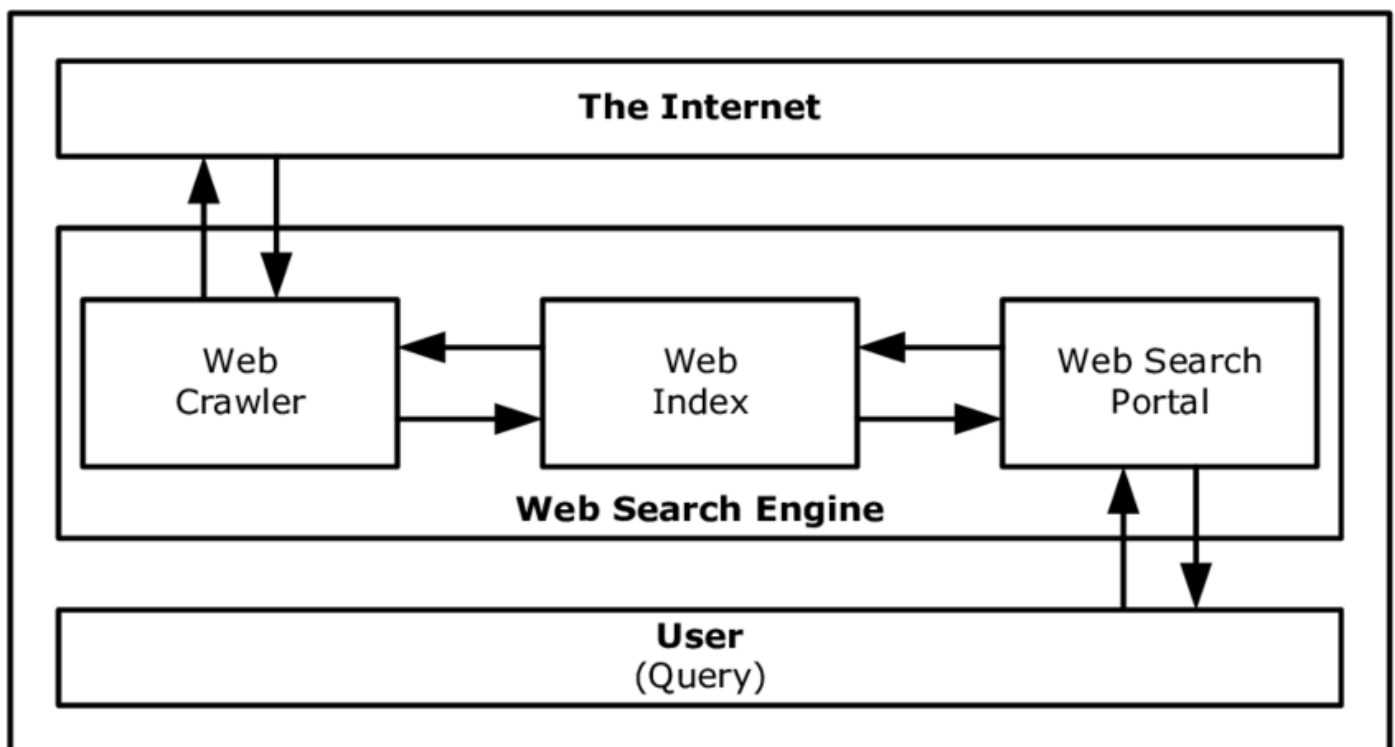 The Internet
Web
Crawler
Web
Index
Web Search
Portal
Web Search Engine
User
(Query)